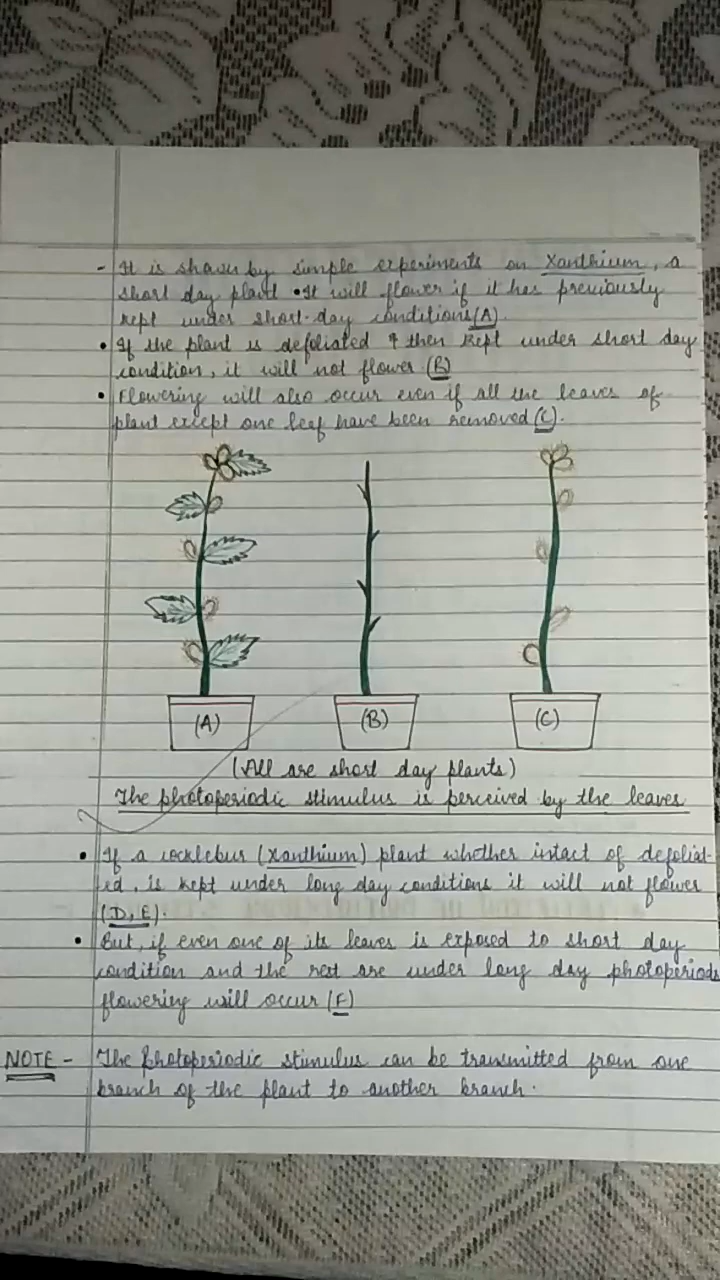 - It is shown by simple experiments on Xanthium, a
short day plant • It will flower if it has previously
kept under short-day conditions (A).
• If the plant is defoliated & then kept under short day
condition, it will not flower (B)
• Flowering will also occur even if all the leaves of
plant except one leaf have been removed (C).
(A) (B) (C)
(All are short day plants)
The photoperiodic stimulus is perceived by the leaves
• If a cocklebur (Xanthium) plant whether intact of defoliat-
ed, is kept under long day conditions it will not flower
(D, E).
• But, if even one of its leaves is exposed to short day
condition and the rest are under long day photoperiods
flowering will occur (F)
NOTE - The photoperiodic stimulus can be transmitted from one
branch of the plant to another branch.